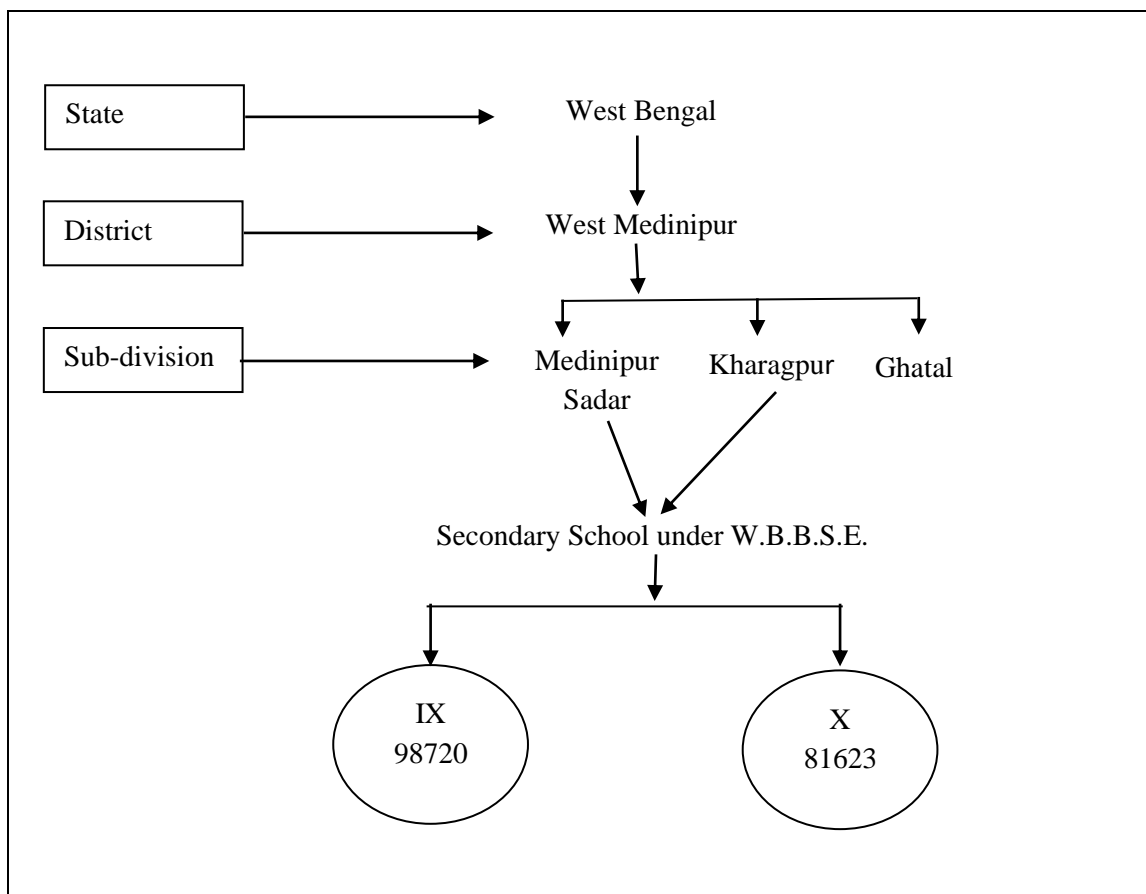 State
West Bengal
District
West Medinipur
Sub-division
Medinipur
Sadar
Kharagpur
Ghatal
Secondary School under W.B.B.S.E.
IX
98720
X
81623